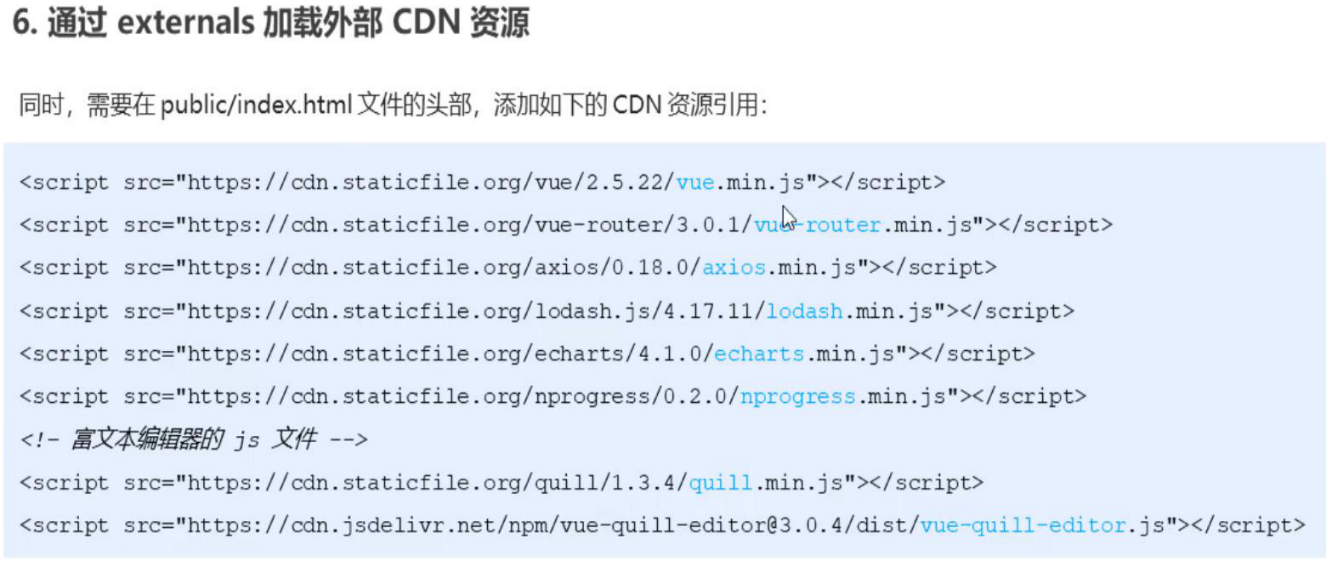 6. 通过 externals 加载外部 CDN 资源
同时，需要在 public/index.html 文件的头部，添加如下的 CDN 资源引用：
<script src="https://cdn.staticfile.org/vue/2.5.22/vue.min.js"></script>
<script src="https://cdn.staticfile.org/vue-router/3.0.1/vue-router.min.js"></script>
<script src="https://cdn.staticfile.org/axios/0.18.0/axios.min.js"></script>
<script src="https://cdn.staticfile.org/lodash.js/4.17.11/lodash.min.js"></script>
<script src="https://cdn.staticfile.org/echarts/4.1.0/echarts.min.js"></script>
<script src="https://cdn.staticfile.org/nprogress/0.2.0/nprogress.min.js"></script>
<!- 富文本编辑器的 js 文件 -->
<script src="https://cdn.staticfile.org/quill/1.3.4/quill.min.js"></script>
<script src="https://cdn.jsdelivr.net/npm/vue-quill-editor@3.0.4/dist/vue-quill-editor.js"></script>